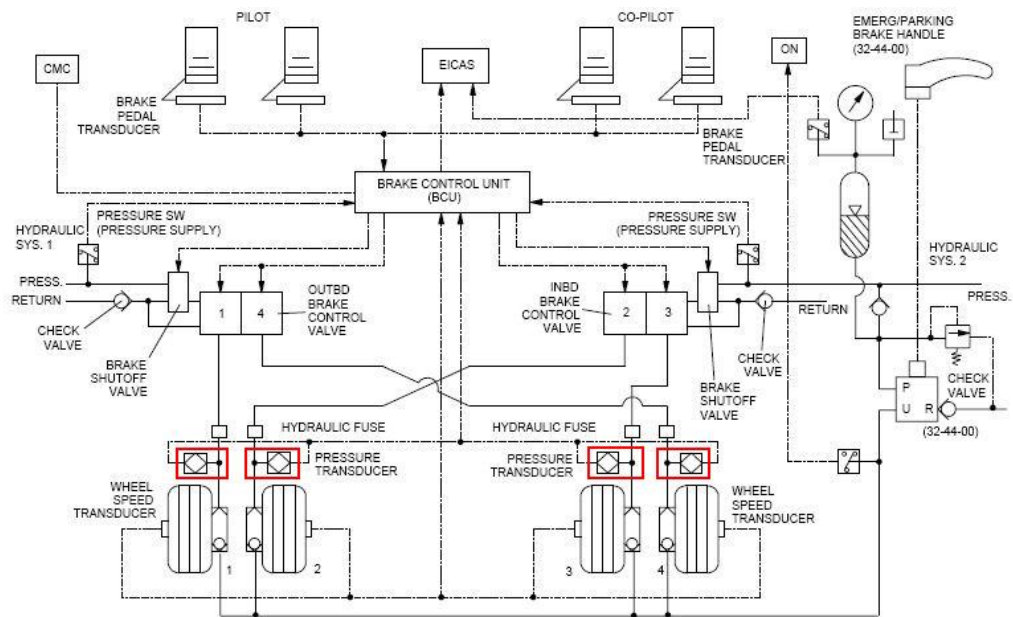 PILOT
CO-PILOT
EMERG/PARKING
BRAKE HANDLE
(32-44-00)
CMC
EICAS
ON
BRAKE
PEDAL
TRANSDUCER
BRAKE
PEDAL
TRANSDUCER
BRAKE CONTROL UNIT
(BCU)
PRESSURE SW
(PRESSURE SUPPLY)
PRESSURE SW
(PRESSURE SUPPLY)
HYDRAULIC
SYS. 1
HYDRAULIC
SYS. 2
PRESS.
RETURN
PRESS.
RETURN
1
4
OUTBD
BRAKE
CONTROL
VALVE
INBD
BRAKE
CONTROL
VALVE
2
3
CHECK
VALVE
BRAKE
SHUTOFF
VALVE
CHECK
VALVE
BRAKE
SHUTOFF
VALVE
CHECK
VALVE
P
U
R
(32-44-00)
HYDRAULIC FUSE
HYDRAULIC FUSE
PRESSURE
TRANSDUCER
PRESSURE
TRANSDUCER
WHEEL
SPEED
TRANSDUCER
WHEEL
SPEED
TRANSDUCER
1
2
3
4